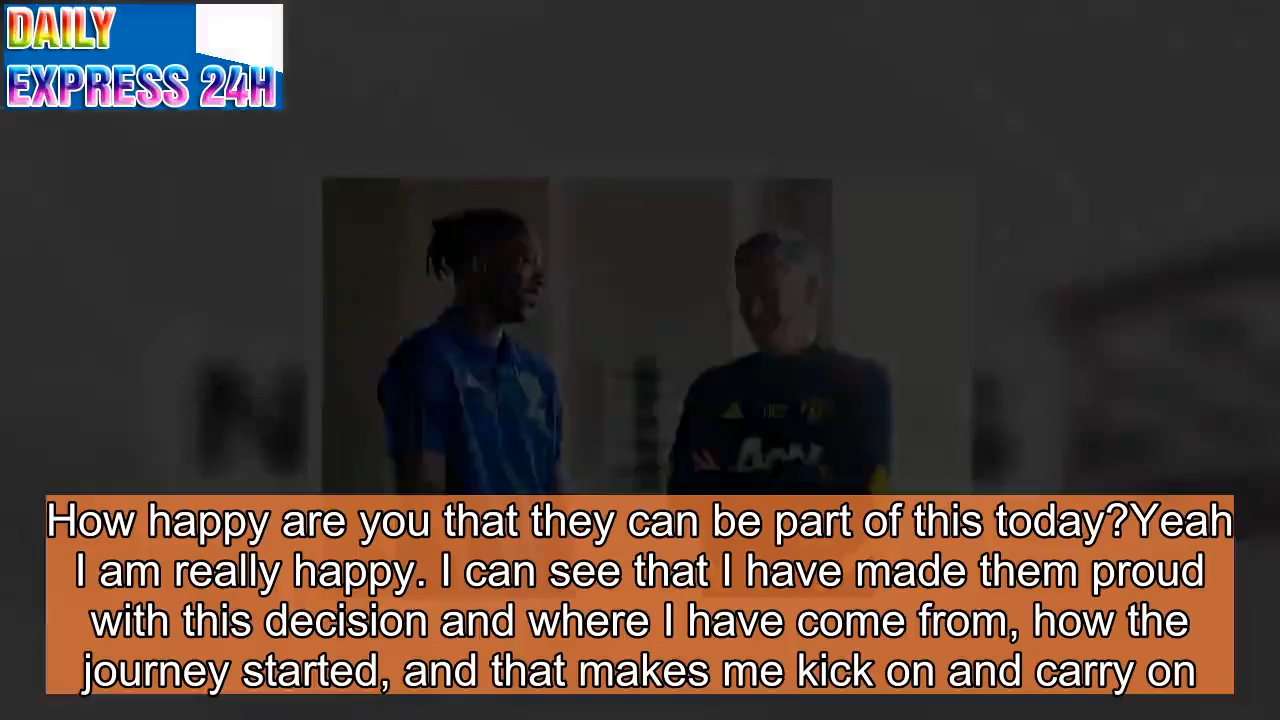 DAILY
EXPRESS 24H
How happy are you that they can be part of this today?Yeah
I am really happy. I can see that I have made them proud
with this decision and where I have come from, how the
journey started, and that makes me kick on and carry on